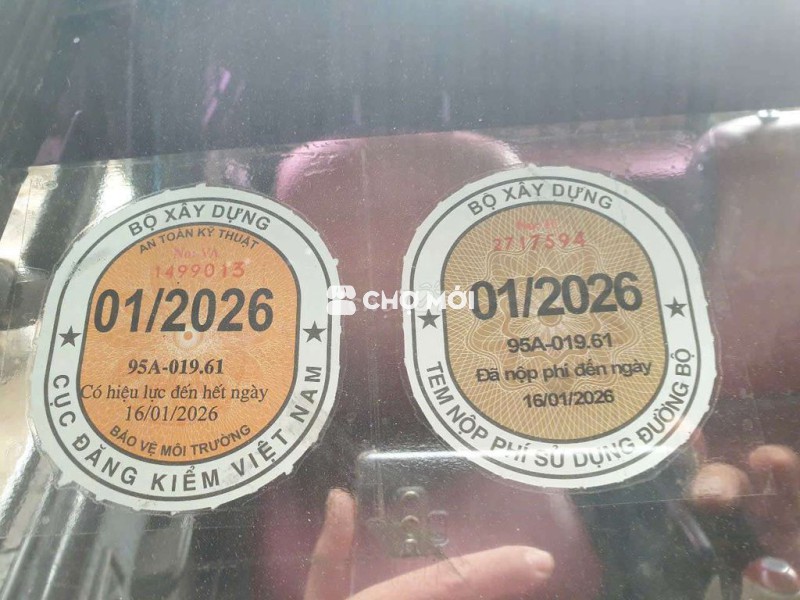 BỘ XÂY DỰNG
AN TOÀN KỸ THUẬT
No: VA
1499013
01/2026
95A-019.61
Có hiệu lực đến hết ngày
16/01/2026
BẢO VỆ MÔI TRƯỜNG
★ CỤC ĐĂNG KIỂM VIỆT NAM ★
BỘ XÂY DỰNG
2717594
01/2026
95A-019.61
Đã nộp phí đến ngày
16/01/2026
★ TEM NỘP PHÍ SỬ DỤNG ĐƯỜNG BỘ ★
CHỢ MỚI